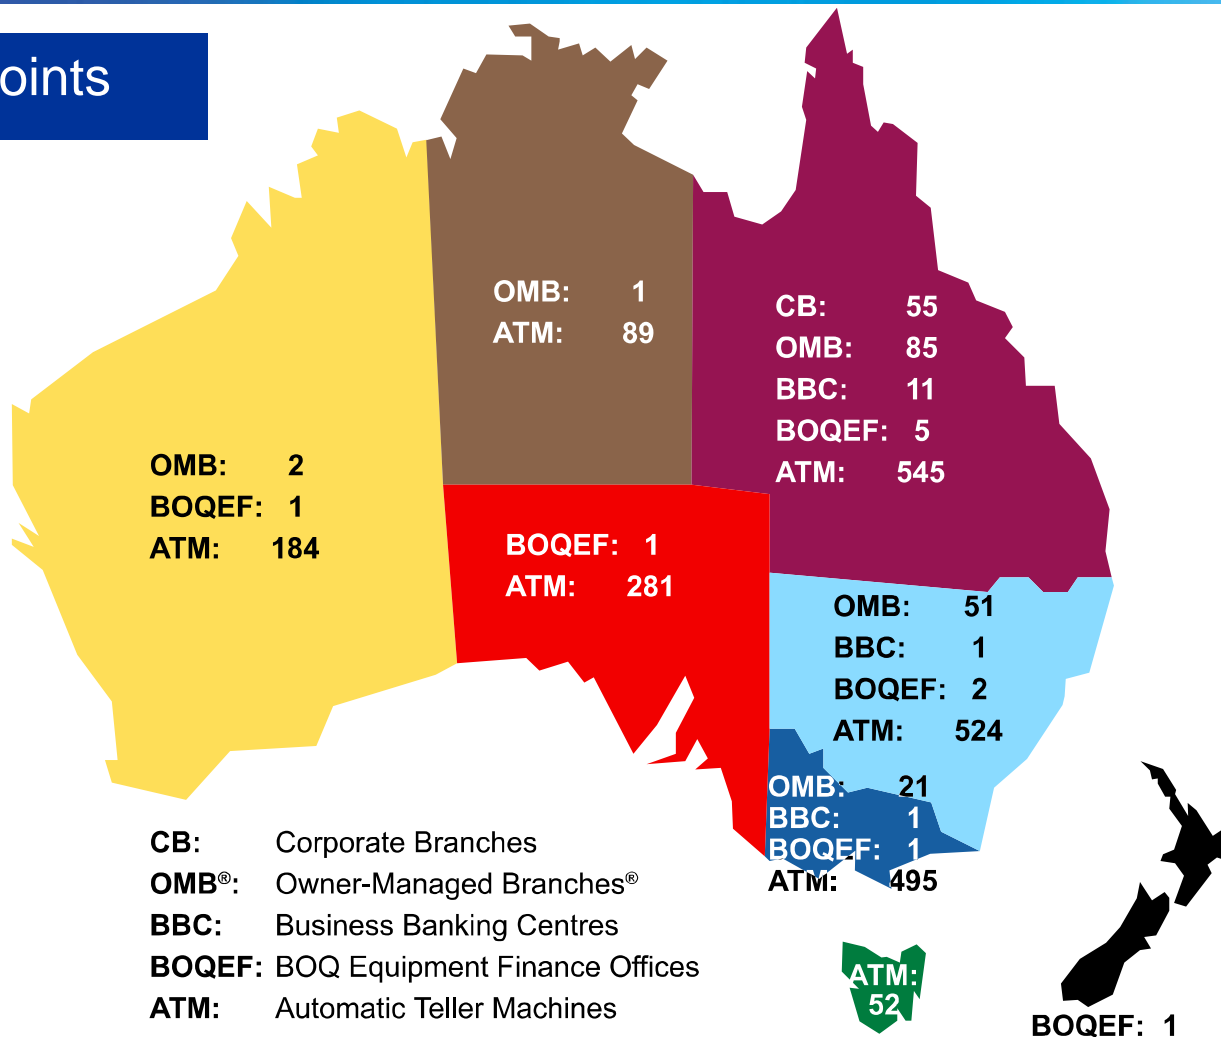 oints
OMB: 1
ATM: 89
CB: 55
OMB: 85
BBC: 11
BOQEF: 5
ATM: 545
OMB: 2
BOQEF: 1
ATM: 184
BOQEF: 1
ATM: 281
OMB: 51
BBC: 1
BOQEF: 2
ATM: 524
OMB: 21
BBC: 1
BOQEF: 1
ATM: 495
CB: Corporate Branches
OMB®: Owner-Managed Branches®
BBC: Business Banking Centres
BOQEF: BOQ Equipment Finance Offices
ATM: Automatic Teller Machines
ATM:
52
BOQEF: 1